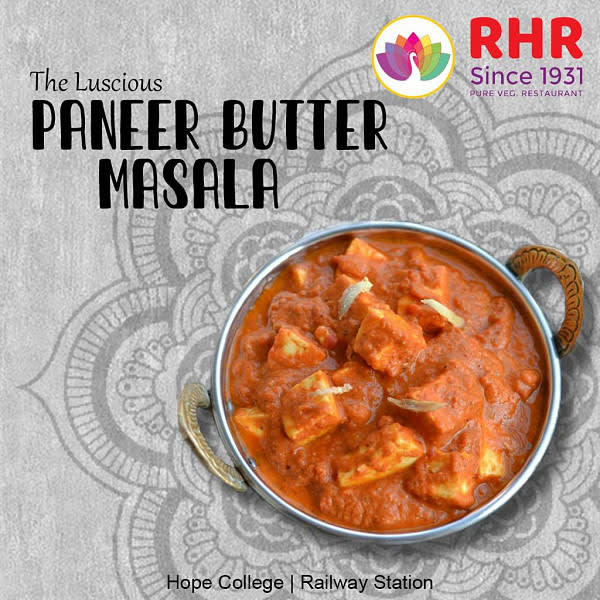 RHR
Since 1931
PURE VEG. RESTAURANT
The Luscious
PANEER BUTTER
MASALA
Hope College | Railway Station